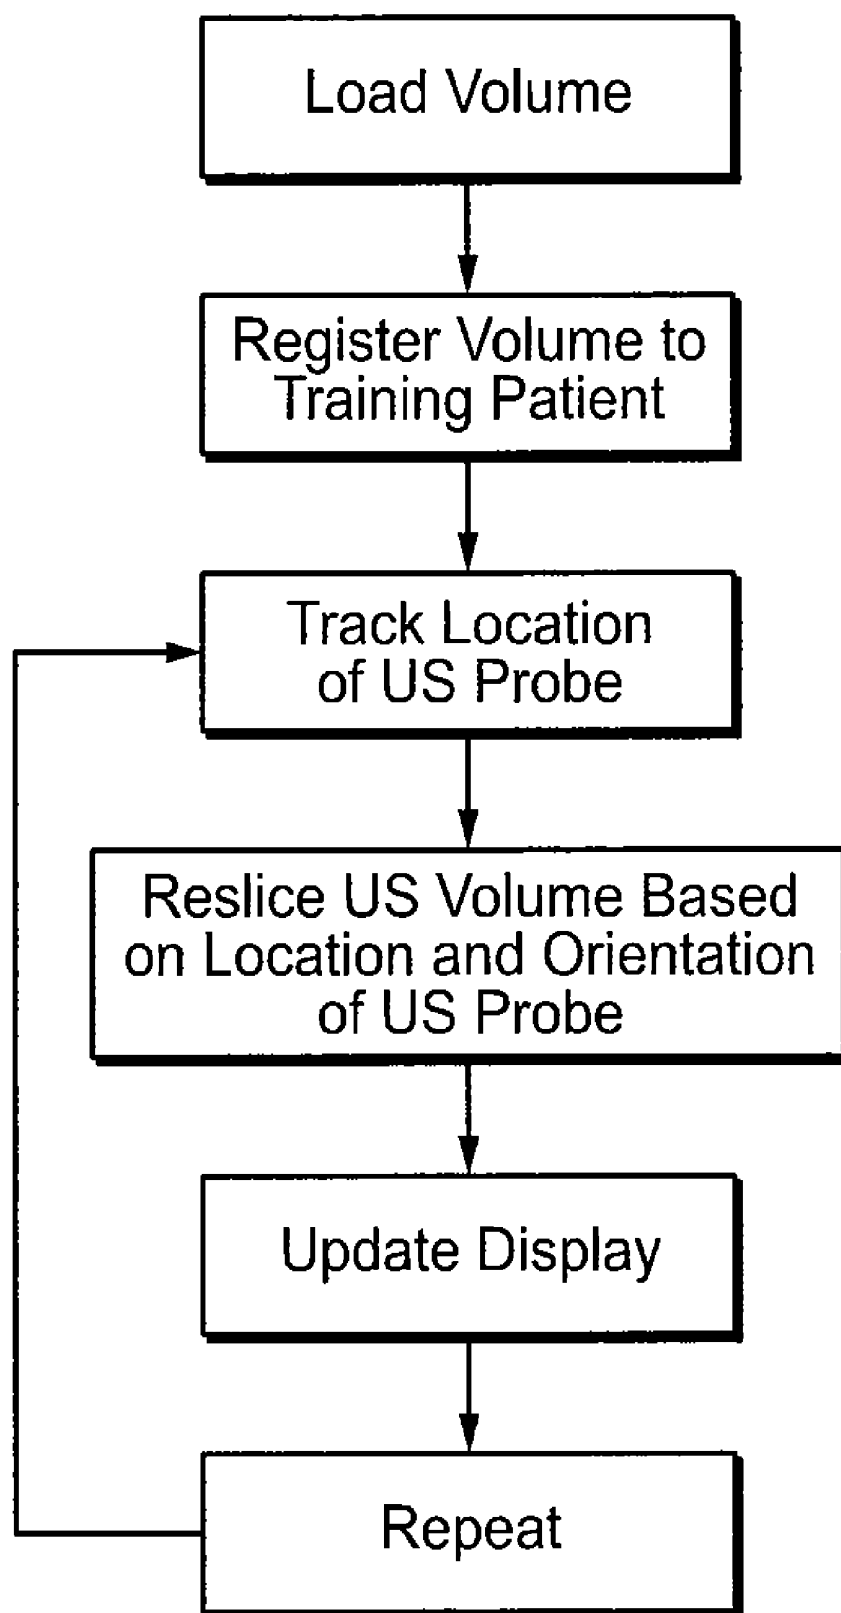 Load Volume
Register Volume to
Training Patient
Track Location
of US Probe
Reslice US Volume Based
on Location and Orientation
of US Probe
Update Display
Repeat